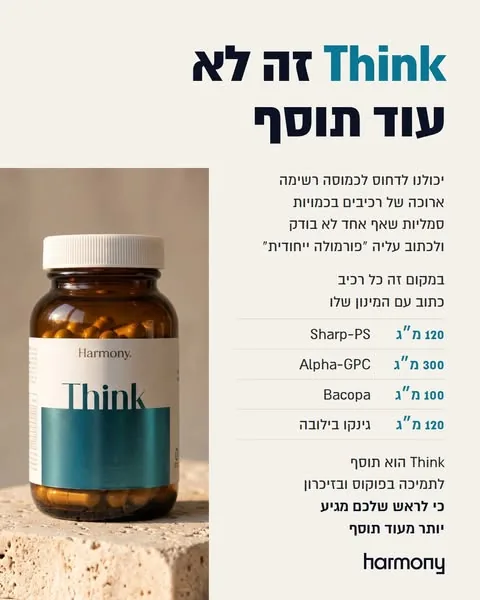 Think זה לא
עוד תוסף
יכולנו לדחוס לכמוסה רשימה
ארוכה של רכיבים בכמויות
סמליות שאף אחד לא בודק
ולכתוב עליה "פורמולה ייחודית"
במקום זה כל רכיב
כתוב עם המינון שלו
120 מ״ג Sharp-PS
300 מ״ג Alpha-GPC
100 מ״ג Bacopa
120 מ״ג גינקו בילובה
Think הוא תוסף
לתמיכה בפוקוס ובזיכרון
כי לראש שלכם מגיע
יותר מעוד תוסף
harmony
Harmony.
Think